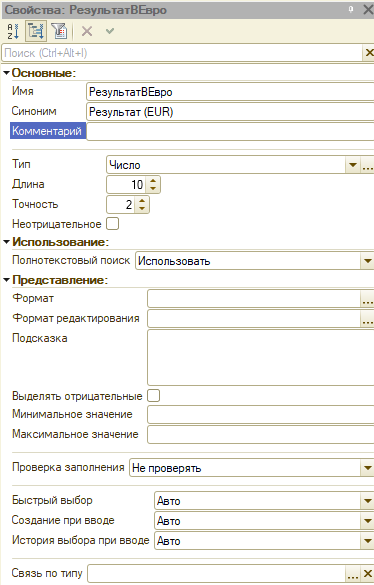 Свойства: РезультатВЕвро
Поиск (Ctrl+Alt+I)
Основные:
Имя РезультатВЕвро
Синоним Результат (EUR)
Комментарий
Тип Число
Длина 10
Точность 2
Неотрицательное
Использование:
Полнотекстовый поиск Использовать
Представление:
Формат
Формат редактирования
Подсказка
Выделять отрицательные
Минимальное значение
Максимальное значение
Проверка заполнения Не проверять
Быстрый выбор Авто
Создание при вводе Авто
История выбора при вводе Авто
Связь по типу